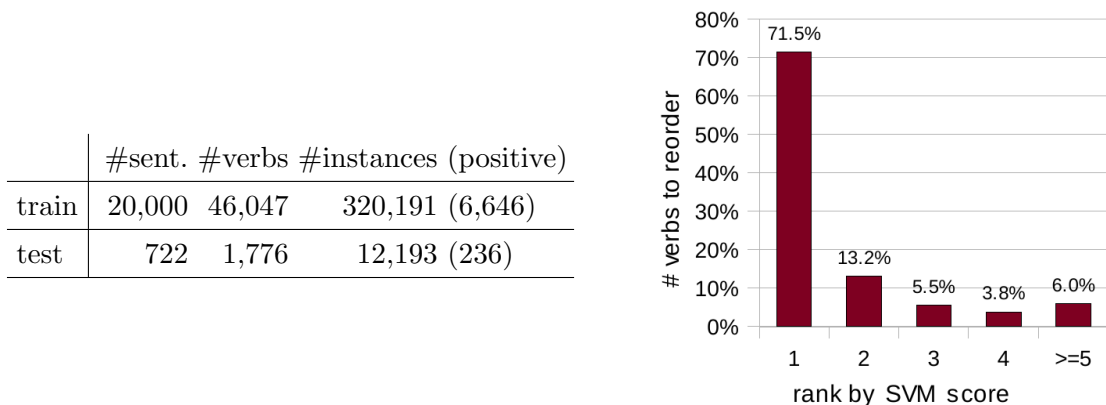 #sent. #verbs #instances (positive)
train 20,000 46,047 320,191 (6,646)
test 722 1,776 12,193 (236)
# verbs to reorder
80%
70%
60%
50%
40%
30%
20%
10%
0%
71.5%
13.2%
5.5%
3.8%
6.0%
1 2 3 4 >=5
rank by SVM score